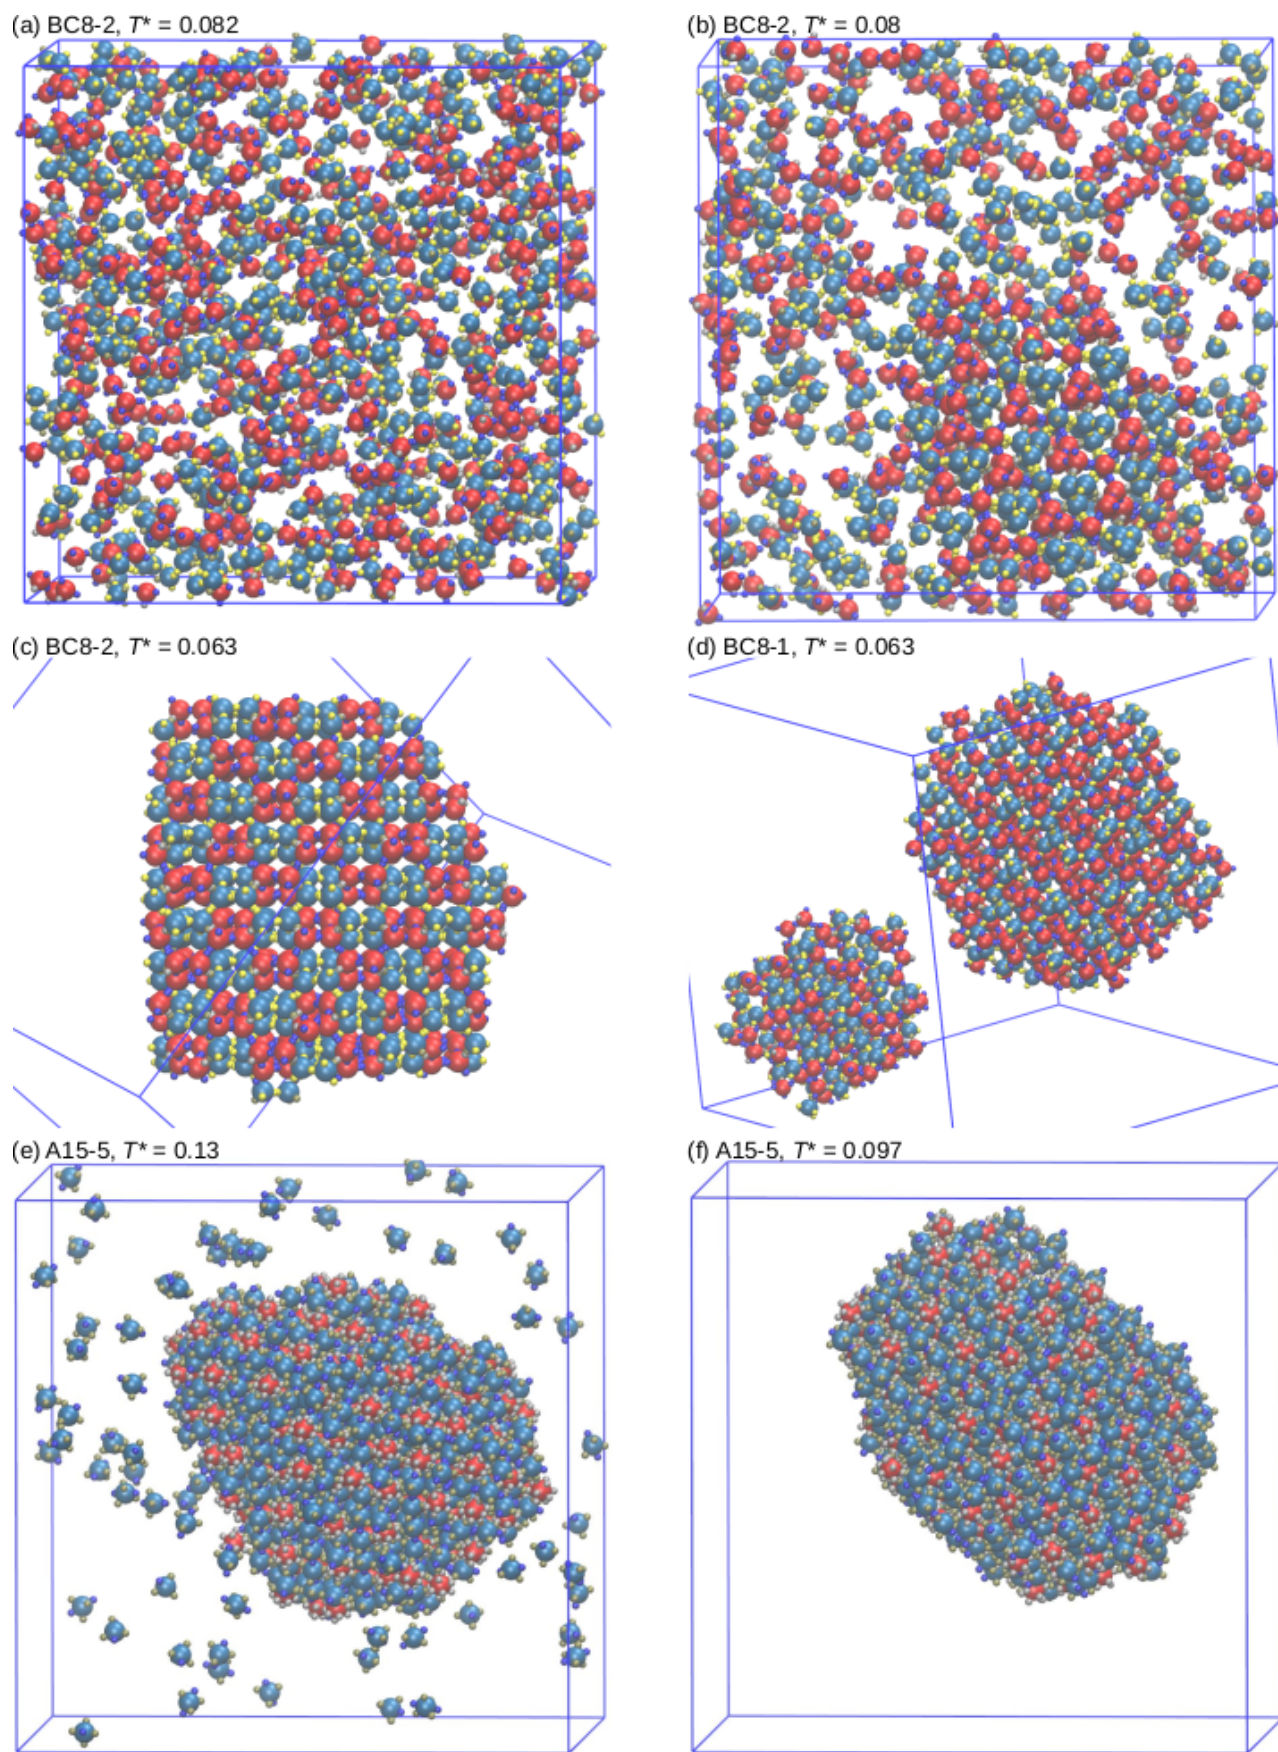 (a) BC8-2, T* = 0.082
(b) BC8-2, T* = 0.08
(c) BC8-2, T* = 0.063
(d) BC8-1, T* = 0.063
(e) A15-5, T* = 0.13
(f) A15-5, T* = 0.097